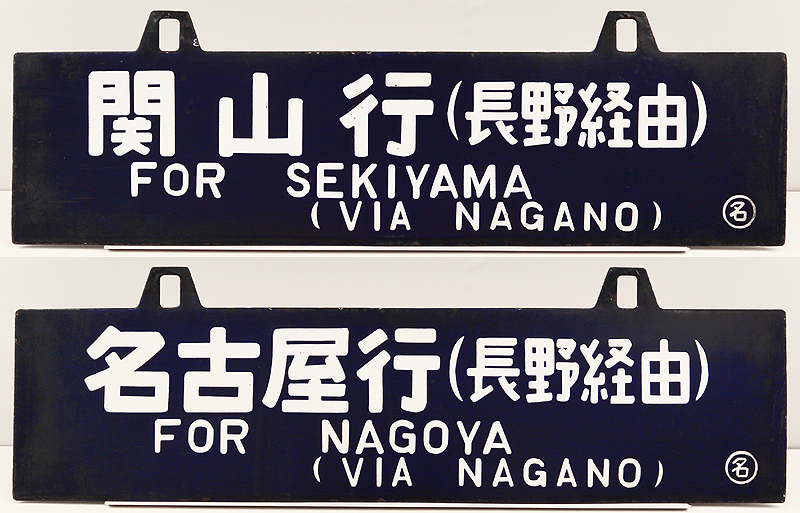 関山行(長野経由)
FOR SEKIYAMA
(VIA NAGANO)
名
名古屋行(長野経由)
FOR NAGOYA
(VIA NAGANO)
名